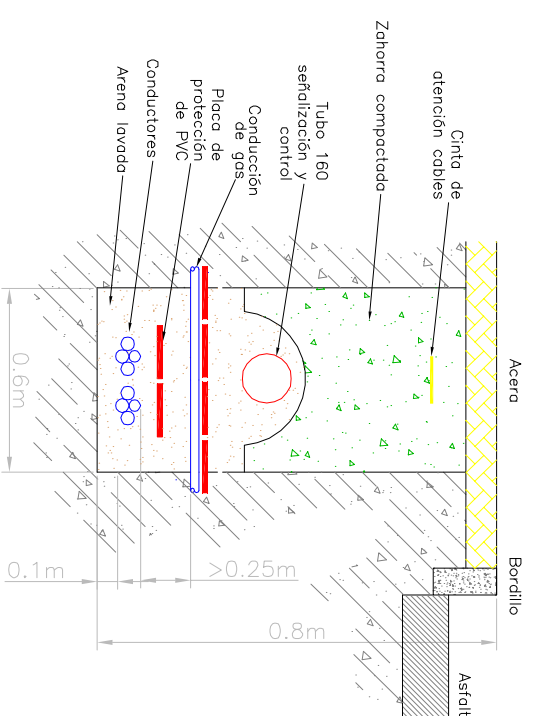 Cinta de
atención cables
Zahorra compactada
Tubo 160
señalización y
control
Conducción
de gas
Placa de
protección
de PVC
Conductores
Arena lavada
Acera
Bordillo
Asfalt
0.6m
0.1m
>0.25m
0.8m